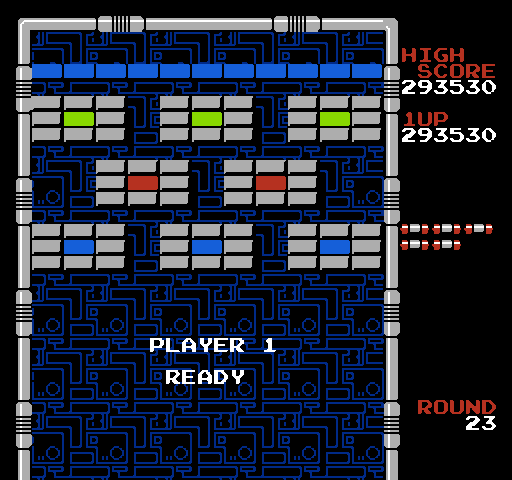 HIGH
SCORE
293530
1UP
293530
PLAYER 1
READY
ROUND
23